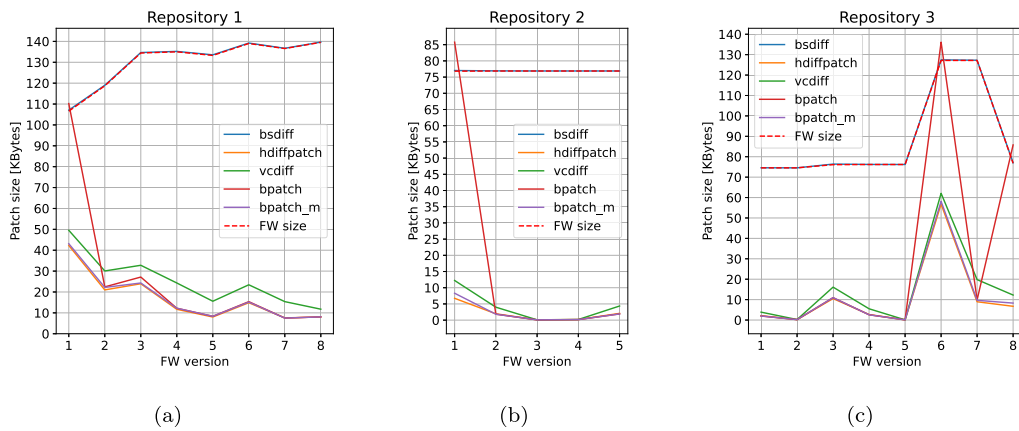 Repository 1
Patch size [KBytes]
140
130
120
110
100
90
80
70
60
50
40
30
20
10
0
bsdiff
hdiffpatch
vcdiff
bpatch
bpatch_m
FW size
1 2 3 4 5 6 7 8
FW version
(a)
Repository 2
Patch size [KBytes]
85
80
75
70
65
60
55
50
45
40
35
30
25
20
15
10
5
0
bsdiff
hdiffpatch
vcdiff
bpatch
bpatch_m
FW size
1 2 3 4 5
FW version
(b)
Repository 3
Patch size [KBytes]
140
130
120
110
100
90
80
70
60
50
40
30
20
10
0
bsdiff
hdiffpatch
vcdiff
bpatch
bpatch_m
FW size
1 2 3 4 5 6 7 8
FW version
(c)